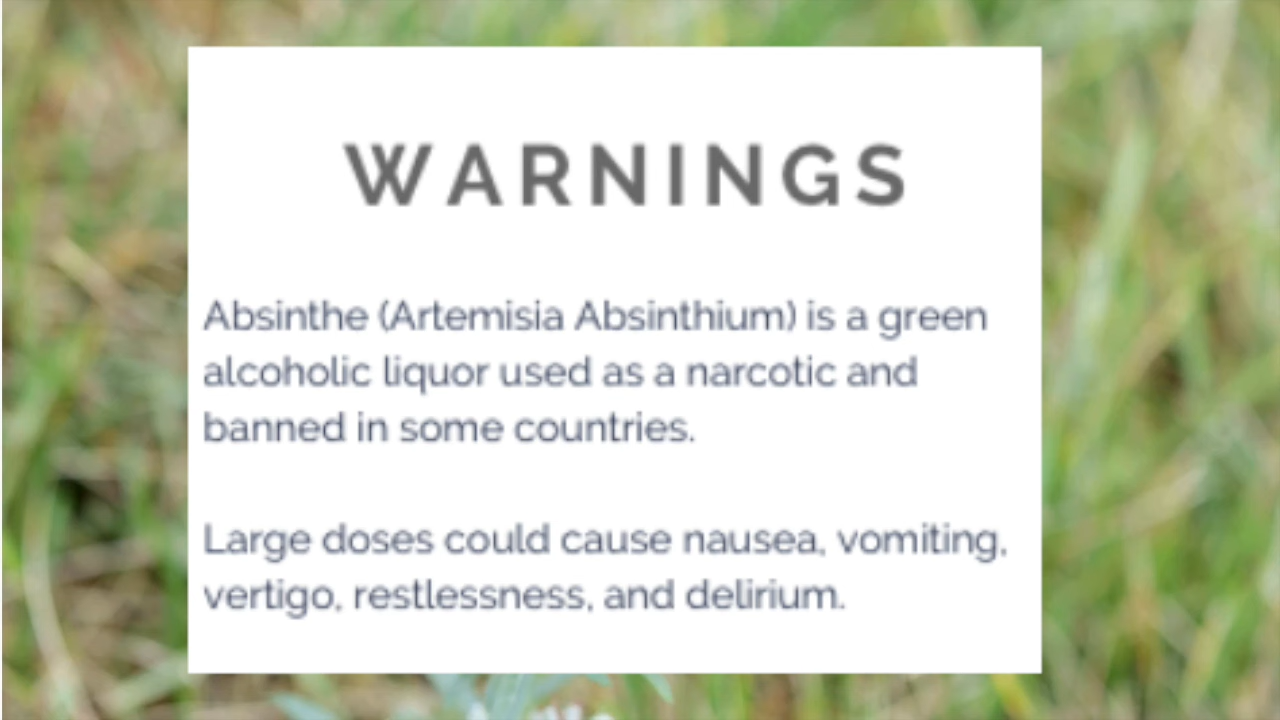 WARNINGS
Absinthe (Artemisia Absinthium) is a green
alcoholic liquor used as a narcotic and
banned in some countries.
Large doses could cause nausea, vomiting,
vertigo, restlessness, and delirium.